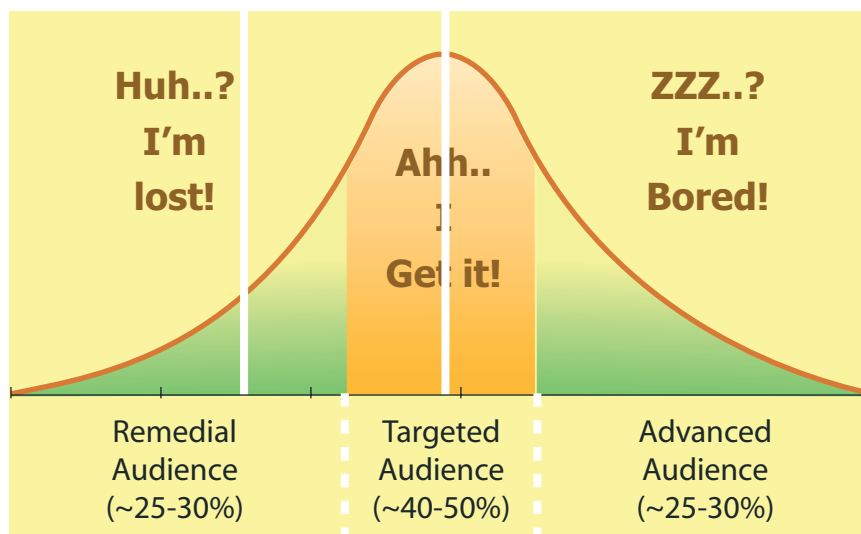 Huh..?
I'm
lost!
Ahh..
I
Get it!
ZZZ..?
I'm
Bored!
Remedial
Audience
(~25-30%)
Targeted
Audience
(~40-50%)
Advanced
Audience
(~25-30%)